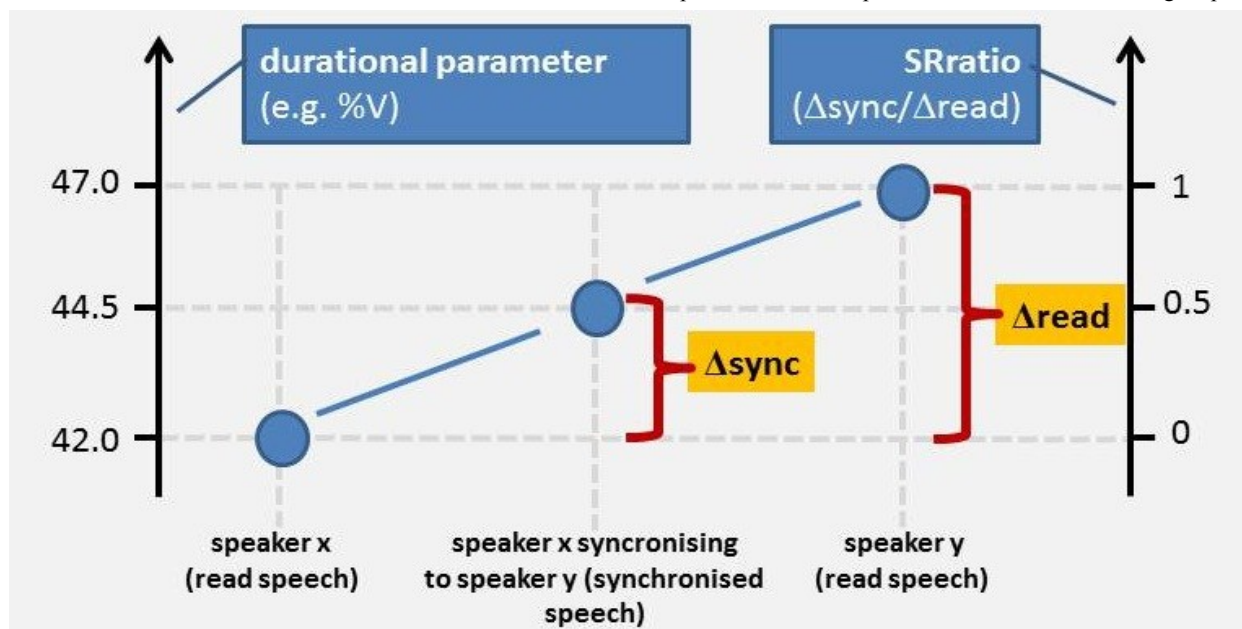 durational parameter
(e.g. %V)
SRratio
(Δsync/Δread)
47.0
1
44.5
0.5
Δread
Δsync
42.0
0
speaker x
(read speech)
speaker x syncronising
to speaker y (synchronised
speech)
speaker y
(read speech)